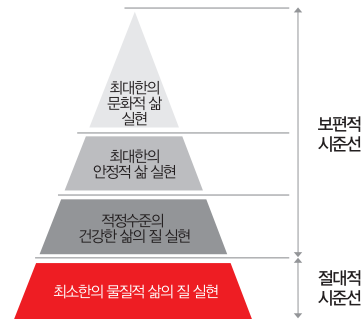 최대한의
문화적 삶
실현
최대한의
안정적 삶 실현
적정수준의
건강한 삶의 질 실현
최소한의 물질적 삶의 질 실현
보편적
시준선
절대적
시준선